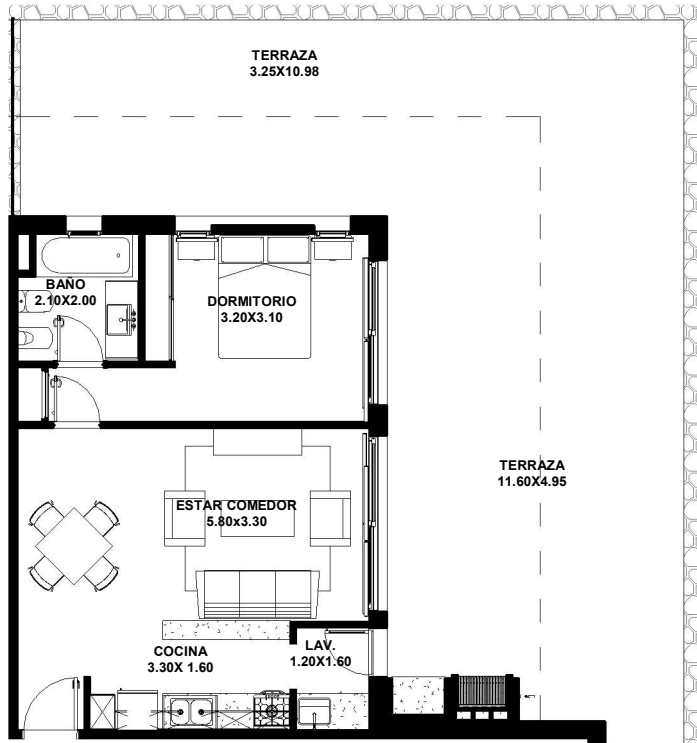 TERRAZA
3.25X10.98
BAÑO
2.10X2.00
DORMITORIO
3.20X3.10
TERRAZA
11.60X4.95
ESTAR COMEDOR
5.80x3.30
COCINA
3.30X 1.60
LAV.
1.20X1.60